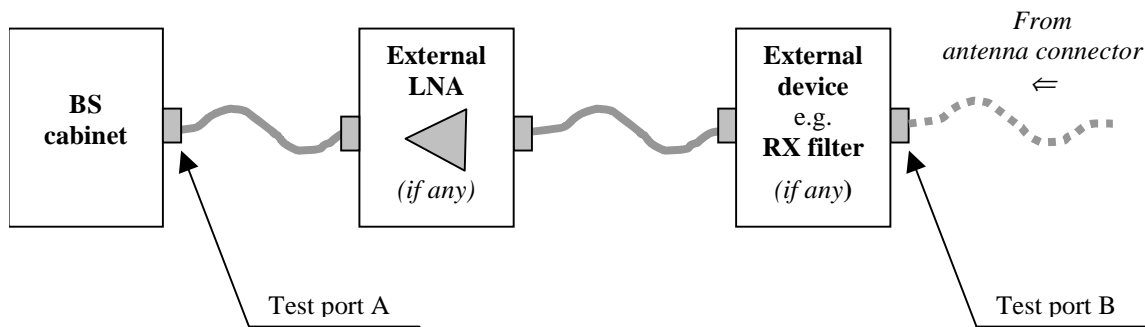 BS
cabinet
External
LNA
(if any)
External
device
e.g.
RX filter
(if any)
From
antenna connector
⇐
Test port A
Test port B